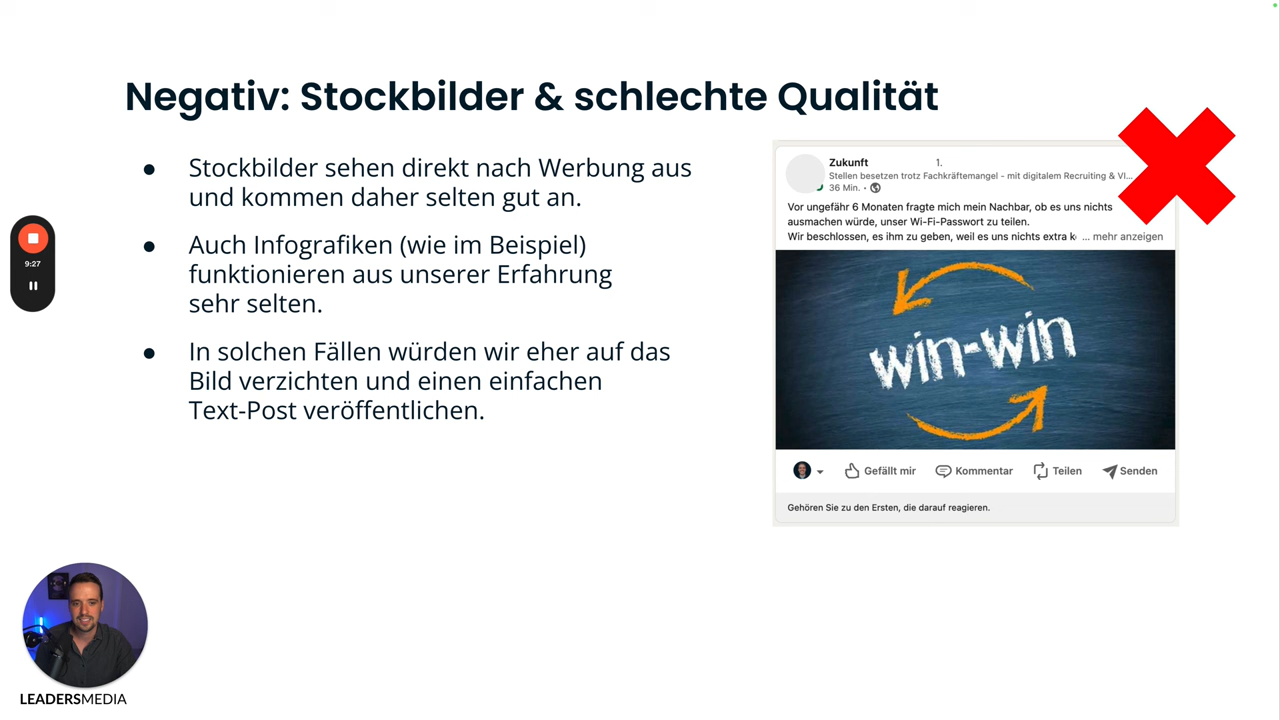 Negativ: Stockbilder & schlechte Qualität
Stockbilder sehen direkt nach Werbung aus
und kommen daher selten gut an.
Auch Infografiken (wie im Beispiel)
funktionieren aus unserer Erfahrung
sehr selten.
In solchen Fällen würden wir eher auf das
Bild verzichten und einen einfachen
Text-Post veröffentlichen.
9:27
Zukunft 1.
Stellen besetzen trotz Fachkräftemangel - mit digitalem Recruiting & VI...
36 Min. •
Vor ungefähr 6 Monaten fragte mich mein Nachbar, ob es uns nichts
ausmachen würde, unser Wi-Fi-Passwort zu teilen.
Wir beschlossen, es ihm zu geben, weil es uns nichts extra k ... mehr anzeigen
win-win
Gefällt mir Kommentar Teilen Senden
Gehören Sie zu den Ersten, die darauf reagieren.
LEADERSMEDIA